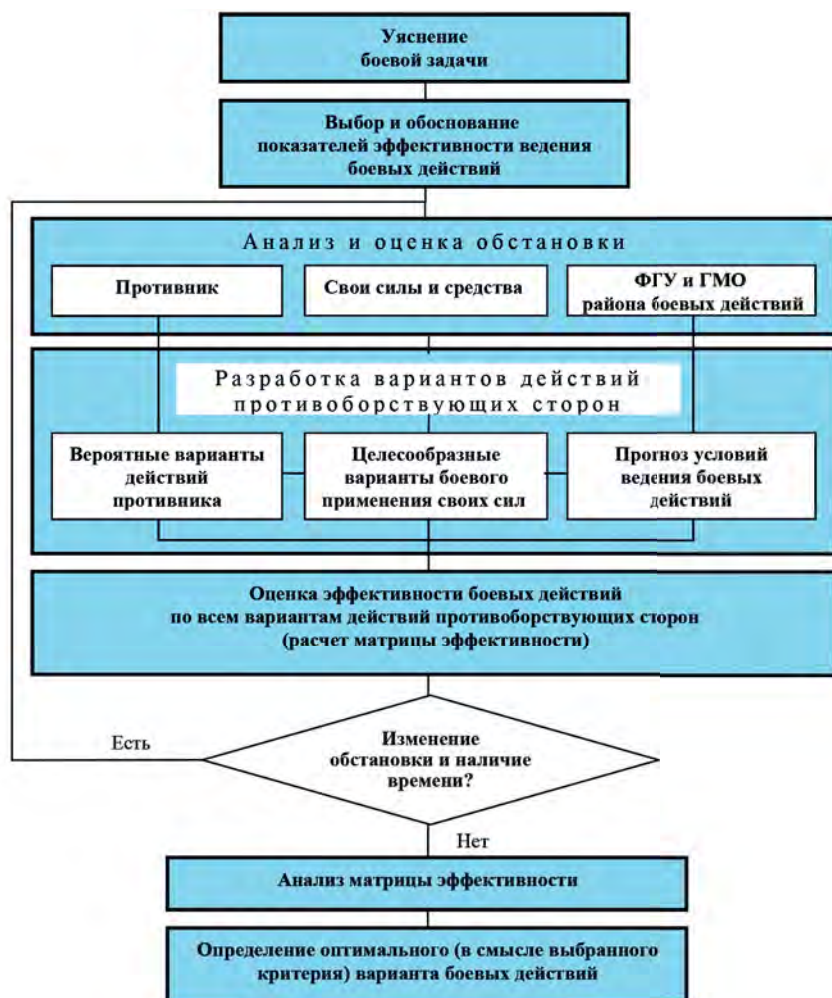 Уяснение
боевой задачи
Выбор и обоснование
показателей эффективности ведения
боевых действий
Анализ и оценка обстановки
Противник
Свои силы и средства
ФГУ и ГМО
района боевых действий
Разработка вариантов действий
противоборствующих сторон
Вероятные варианты
действий
противника
Целесообразные
варианты боевого
применения своих сил
Прогноз условий
ведения боевых
действий
Оценка эффективности боевых действий
по всем вариантам действий противоборствующих сторон
(расчет матрицы эффективности)
Изменение
обстановки и наличие
времени?
Есть
Нет
Анализ матрицы эффективности
Определение оптимального (в смысле выбранного
критерия) варианта боевых действий